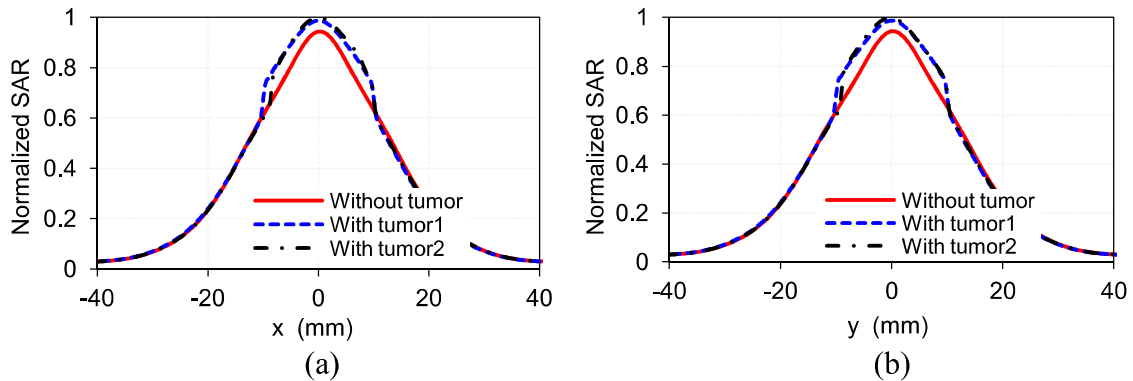 Normalized SAR
1
0.8
0.6
0.4
0.2
0
Without tumor
With tumor1
With tumor2
-40
-20
0
20
40
x (mm)
(a)
Normalized SAR
1
0.8
0.6
0.4
0.2
0
Without tumor
With tumor1
With tumor2
-40
-20
0
20
40
y (mm)
(b)